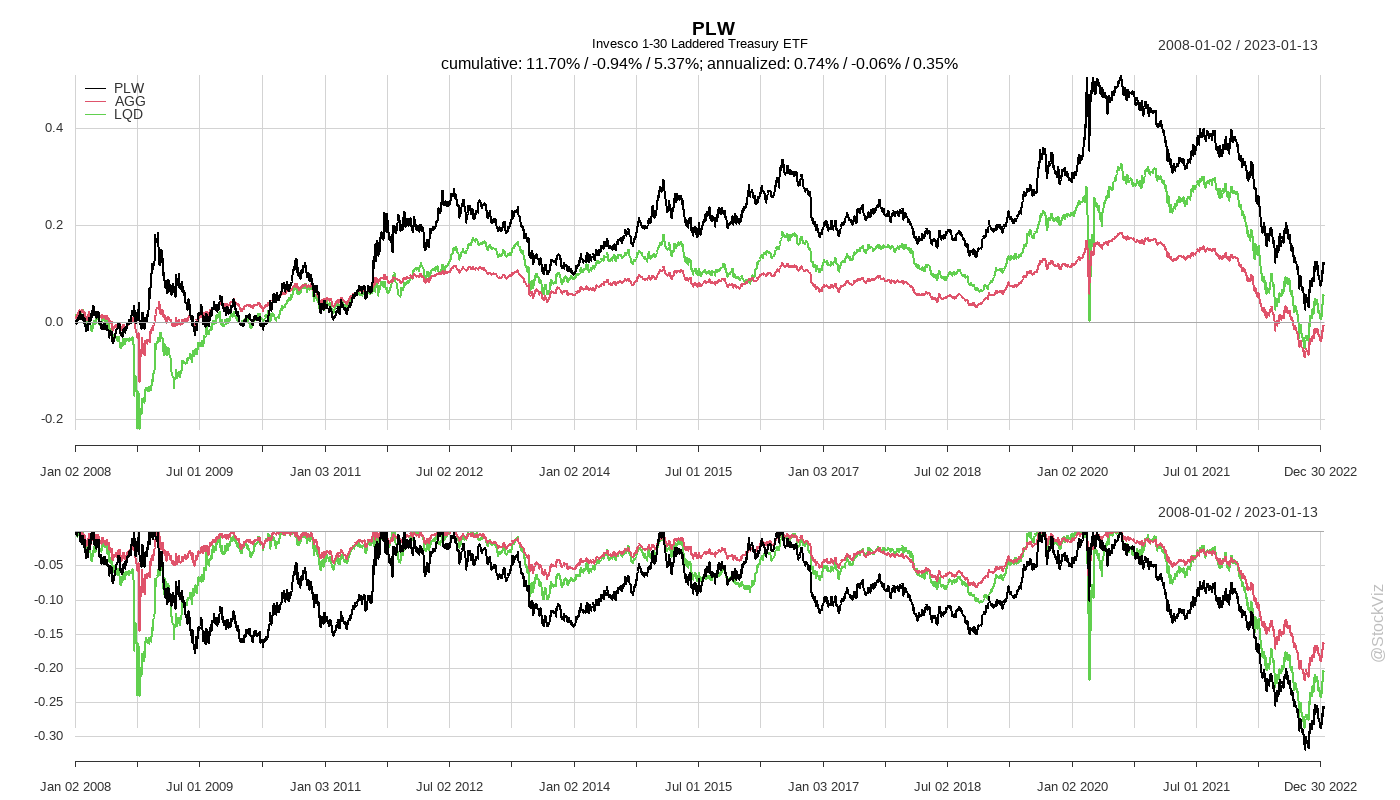 PLW
Invesco 1-30 Laddered Treasury ETF
2008-01-02 / 2023-01-13
cumulative: 11.70% / -0.94% / 5.37%; annualized: 0.74% / -0.06% / 0.35%
PLW
AGG
LQD
0.4
0.2
0.0
-0.2
Jan 02 2008 Jul 01 2009 Jan 03 2011 Jul 02 2012 Jan 02 2014 Jul 01 2015 Jan 03 2017 Jul 02 2018 Jan 02 2020 Jul 01 2021 Dec 30 2022
2008-01-02 / 2023-01-13
-0.05
-0.10
-0.15
-0.20
-0.25
-0.30
Jan 02 2008 Jul 01 2009 Jan 03 2011 Jul 02 2012 Jan 02 2014 Jul 01 2015 Jan 03 2017 Jul 02 2018 Jan 02 2020 Jul 01 2021 Dec 30 2022
@StockViz